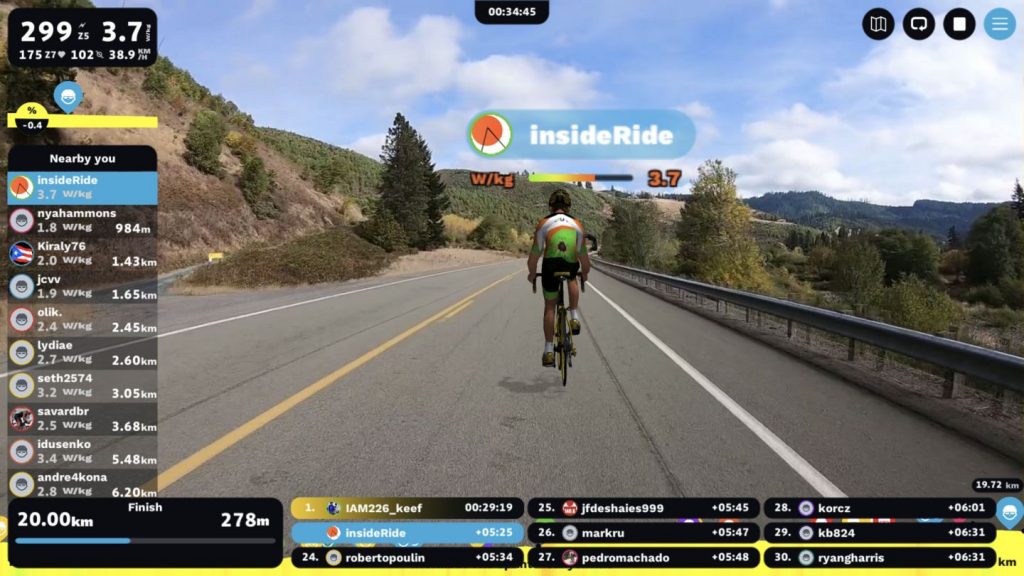 299 Z5 3.7 W/KG
175 Z7 102 38.9 KM/H
%
-0.4
00:34:45
insideRide
W/kg 3.7
Nearby you
insideRide
3.7 W/kg
nyahammons
1.8 W/kg 984m
Kiraly76
2.0 W/kg 1.43km
jcvv
1.9 W/kg 1.65km
olik.
2.4 W/kg 2.45km
lydiae
2.7 W/kg 2.60km
seth2574
3.2 W/kg 3.05km
savardbr
2.5 W/kg 3.68km
idusenko
3.4 W/kg 5.48km
andre4kona
2.8 W/kg 6.20km
19.72 km
Finish
20.00km 278m
1. IAM226_keef 00:29:19
insideRide +05:25
24. robertopoulin +05:34
25. jfdeshaies999 +05:45
26. markru +05:47
27. pedromachado +05:48
28. korcz +06:01
29. kb824 +06:31
30. ryangharris +06:31
km